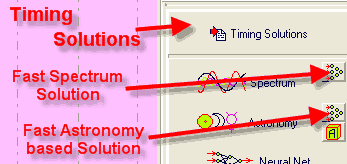 Timing
Solutions
Timing Solutions
Fast Spectrum
Solution
Spectrum
Fast Astronomy
based Solution
Astronomy
A
Neural Net